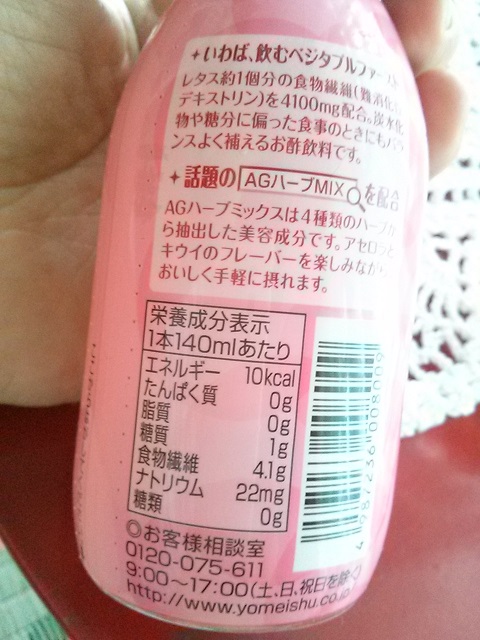 ✦いわば、飲むベジタブルファースト
レタス約1個分の食物繊維(難消化
デキストリン)を4100mg配合。炭水化
物や糖分に偏った食事のときにもバラ
ンスよく補えるお酢飲料です。
✦話題の AGハーブMIX を配合
AGハーブミックスは4種類のハーブか
ら抽出した美容成分です。アセロラと
キウイのフレーバーを楽しみながら
おいしく手軽に摂れます。
栄養成分表示
1本140mlあたり
エネルギー 10kcal
たんぱく質 0g
脂質 0g
糖質 1g
食物繊維 4.1g
ナトリウム 22mg
糖類 0g
4 987236 008009
◎お客様相談室
0120-075-611
9:00～17:00(土、日、祝日を除く)
http://www.yomeishu.co.jp